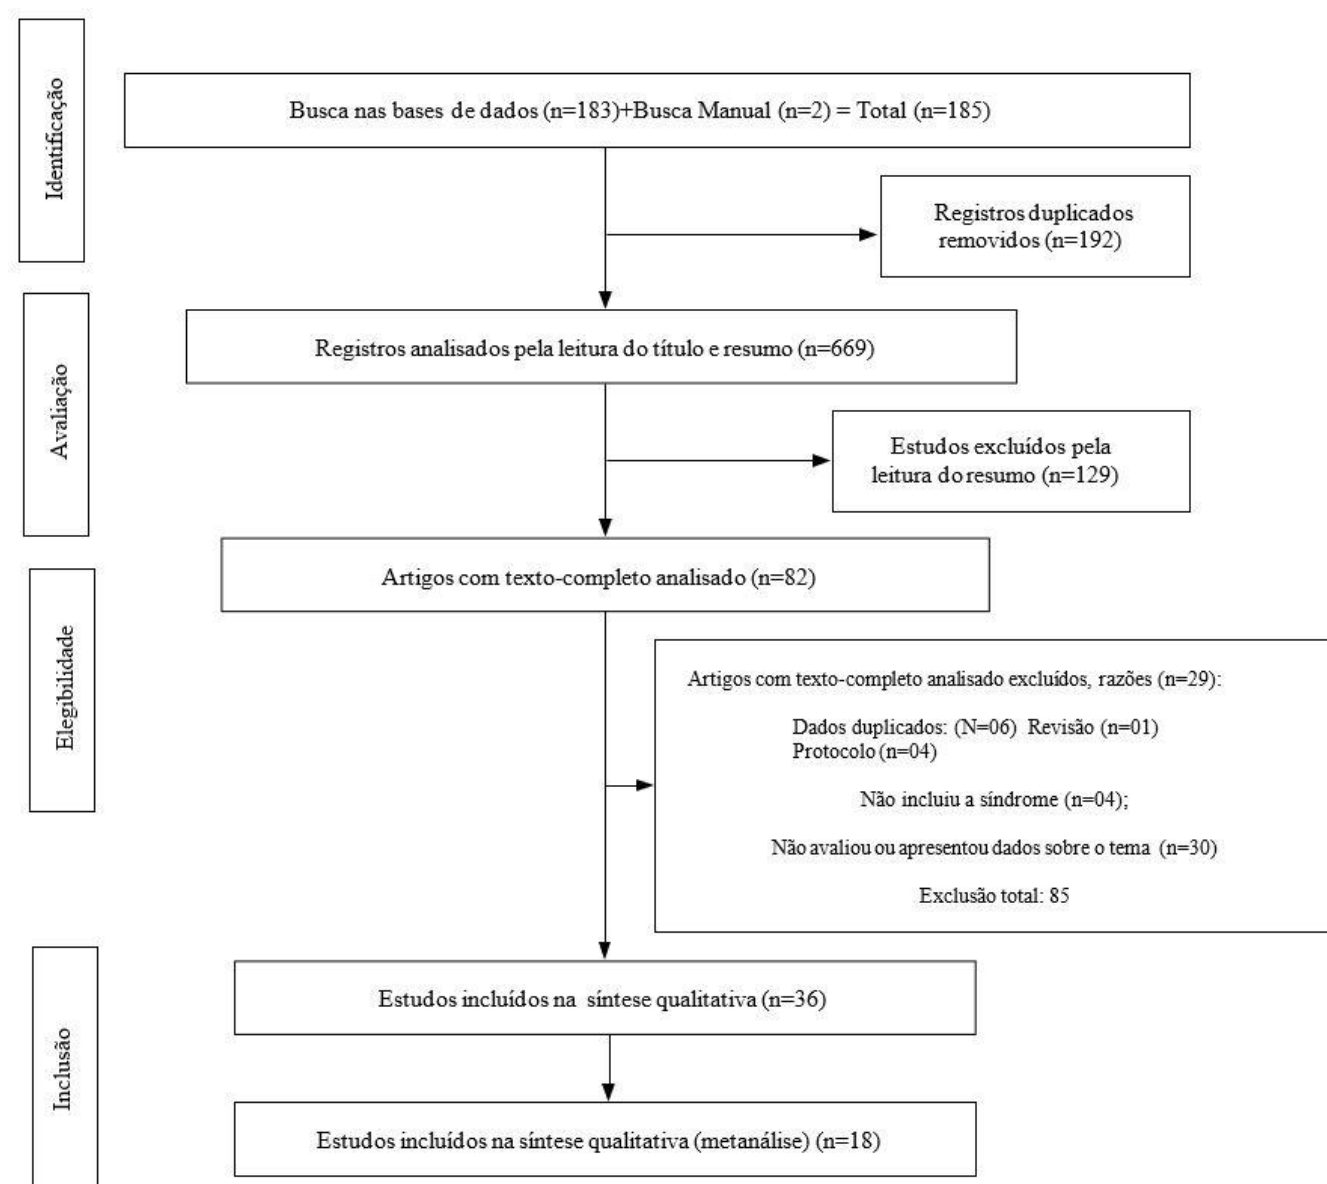 Identificação
Busca nas bases de dados (n=183)+Busca Manual (n=2) = Total (n=185)
Registros duplicados
removidos (n=192)
Avaliação
Registros analisados pela leitura do título e resumo (n=669)
Estudos excluídos pela
leitura do resumo (n=129)
Elegibilidade
Artigos com texto-completo analisado (n=82)
Artigos com texto-completo analisado excluídos, razões (n=29):
Dados duplicados: (N=06) Revisão (n=01)
Protocolo (n=04)
Não incluiu a síndrome (n=04);
Não avaliou ou apresentou dados sobre o tema (n=30)
Exclusão total: 85
Inclusão
Estudos incluídos na síntese qualitativa (n=36)
Estudos incluídos na síntese qualitativa (metanálise) (n=18)